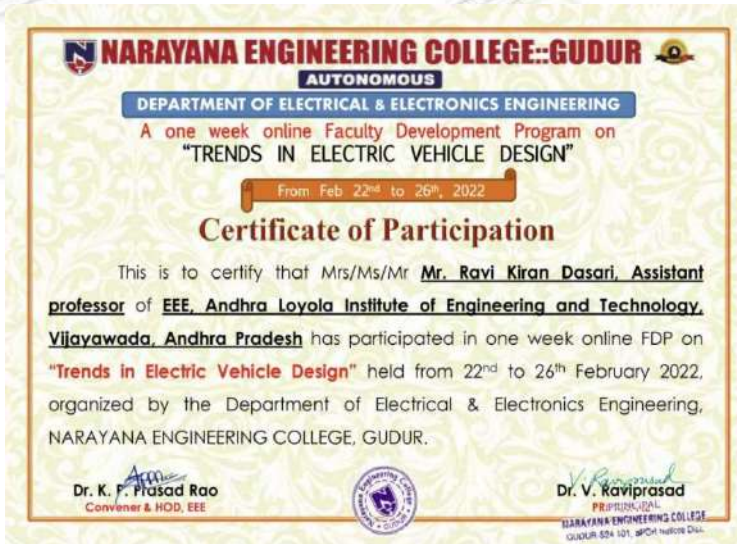 NARAYANA ENGINEERING COLLEGE::GUDUR
AUTONOMOUS
DEPARTMENT OF ELECTRICAL & ELECTRONICS ENGINEERING
A one week online Faculty Development Program on
“TRENDS IN ELECTRIC VEHICLE DESIGN”
From Feb 22nd to 26th, 2022
Certificate of Participation
This is to certify that Mrs/Ms/Mr Mr. Ravi Kiran Dasari, Assistant
professor of EEE, Andhra Loyola Institute of Engineering and Technology,
Vijayawada, Andhra Pradesh has participated in one week online FDP on
“Trends in Electric Vehicle Design” held from 22nd to 26th February 2022,
organized by the Department of Electrical & Electronics Engineering,
NARAYANA ENGINEERING COLLEGE, GUDUR.
Dr. K. P. Prasad Rao
Convener & HOD, EEE
Narayana Engineering College
V. Raviprasad
Dr. V. Raviprasad
PRINCIPAL
NARAYANA ENGINEERING COLLEGE
GUDUR